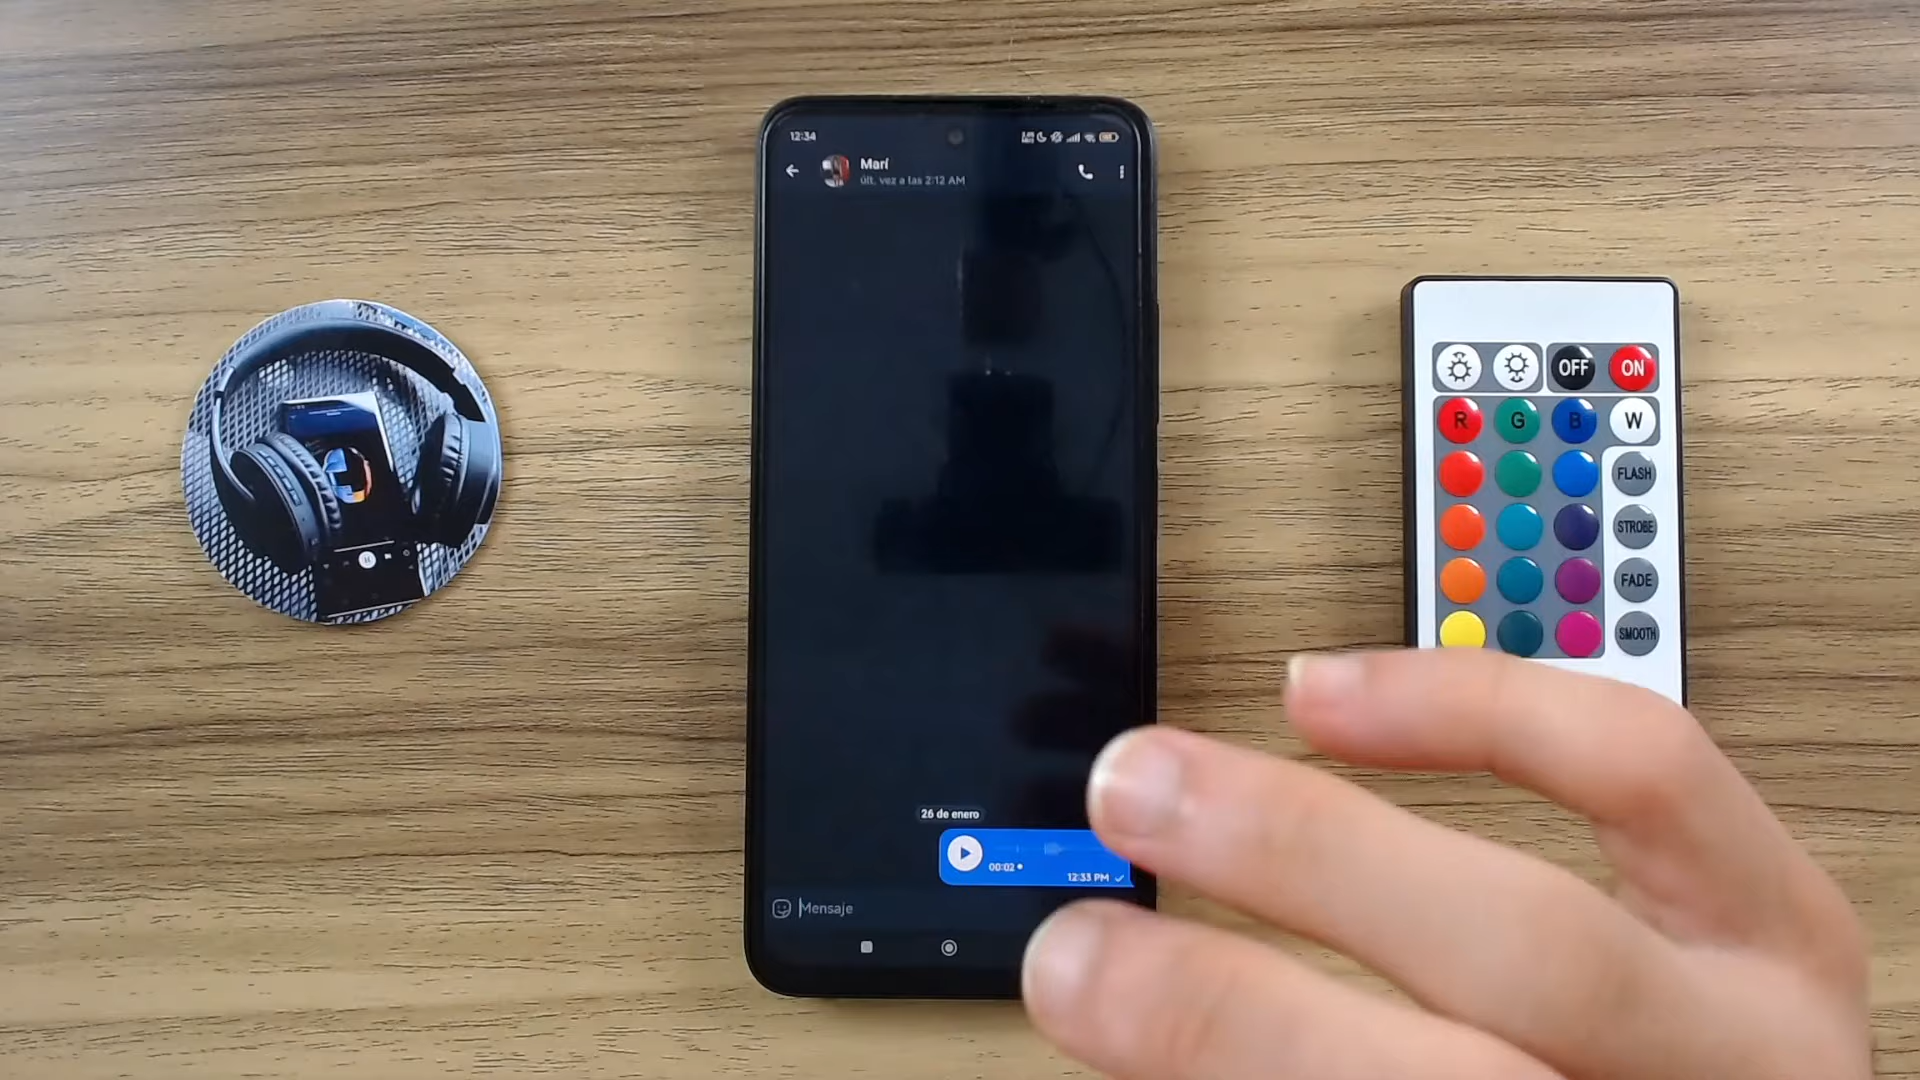 12:34
Marí
últ. vez a las 2:12 AM
26 de enero
00:02
12:33 PM
Mensaje
OFF
ON
R
G
B
W
FLASH
STROBE
FADE
SMOOTH